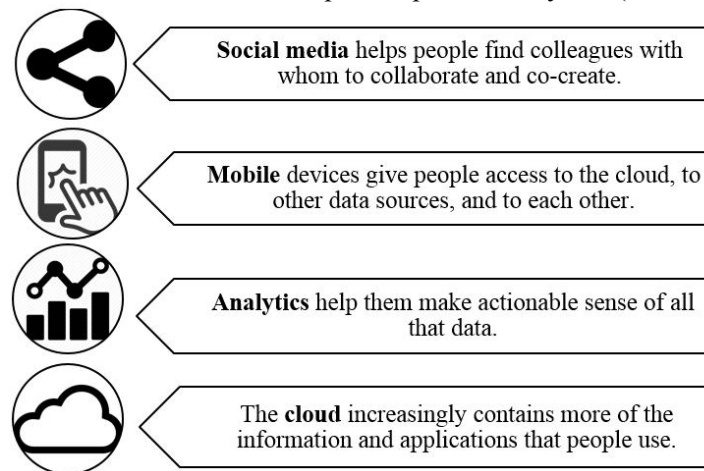 Social media helps people find colleagues with
whom to collaborate and co-create.
Mobile devices give people access to the cloud, to
other data sources, and to each other.
Analytics help them make actionable sense of all
that data.
The cloud increasingly contains more of the
information and applications that people use.